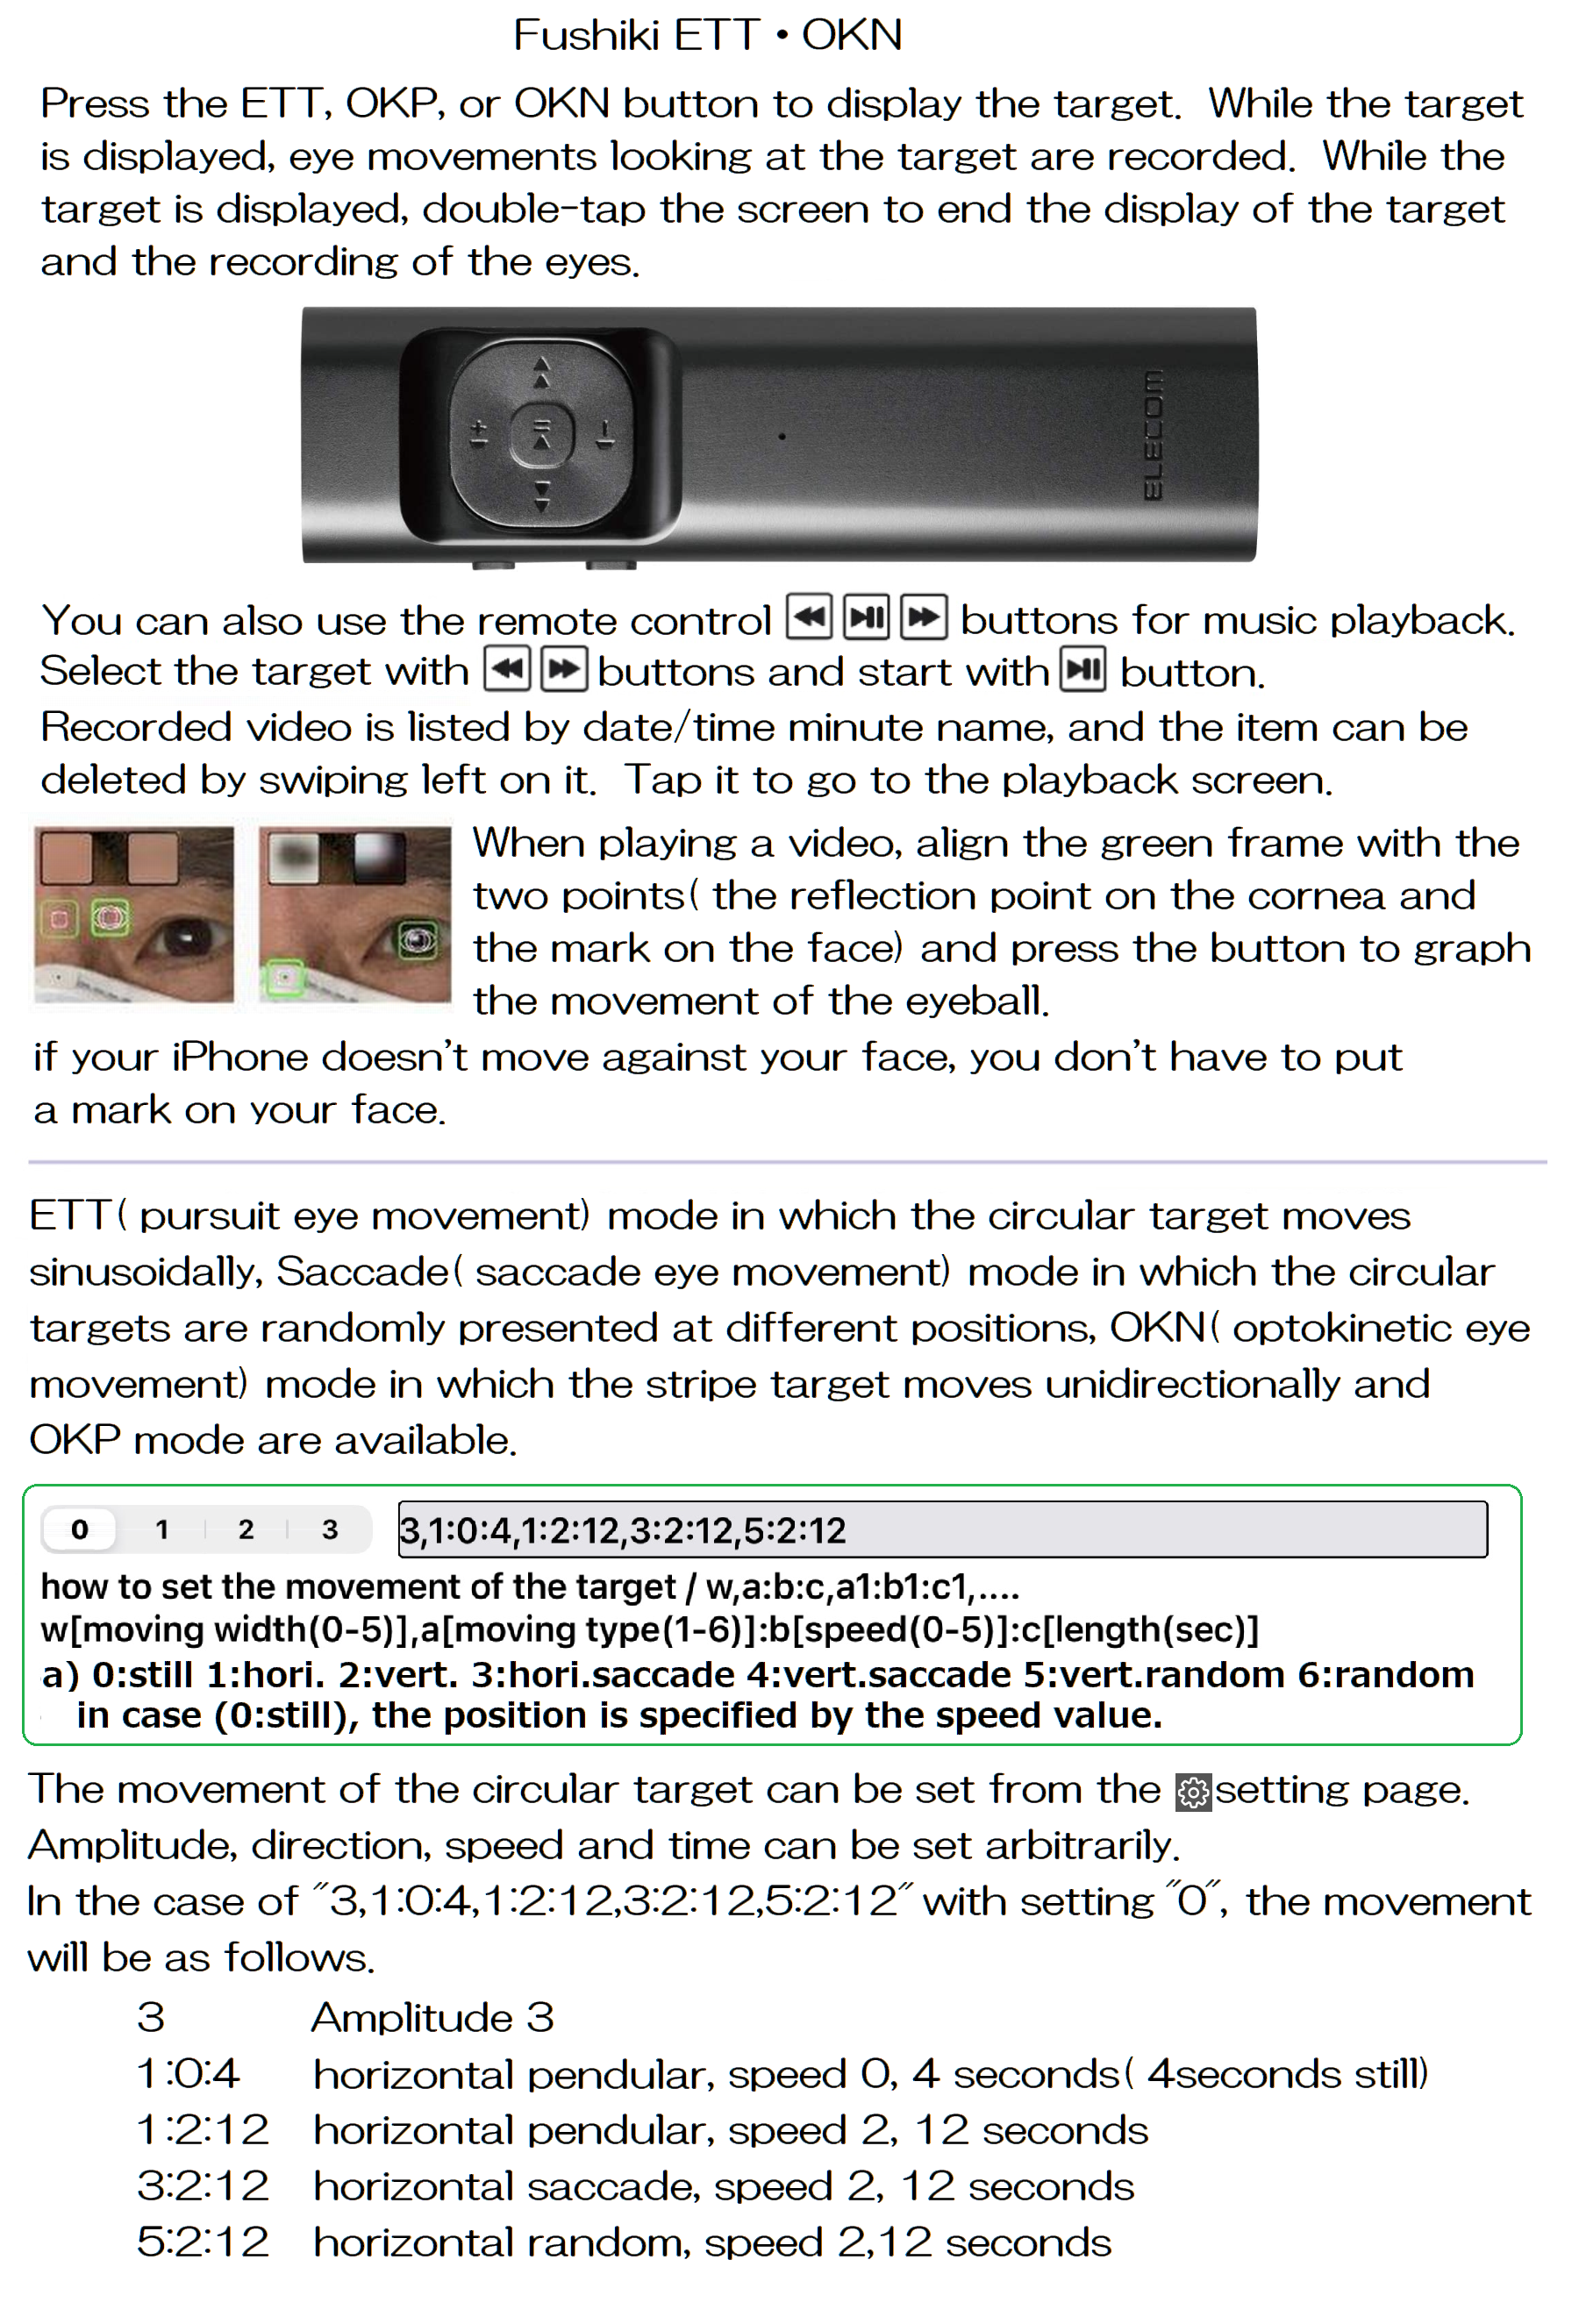 Fushiki ETT・OKN
Press the ETT, OKP, or OKN button to display the target. While the target
is displayed, eye movements looking at the target are recorded. While the
target is displayed, double-tap the screen to end the display of the target
and the recording of the eyes.
ELECOM
You can also use the remote control buttons for music playback.
Select the target with buttons and start with button.
Recorded video is listed by date/time minute name, and the item can be
deleted by swiping left on it. Tap it to go to the playback screen.
When playing a video, align the green frame with the
two points( the reflection point on the cornea and
the mark on the face) and press the button to graph
the movement of the eyeball.
if your iPhone doesn't move against your face, you don't have to put
a mark on your face.
ETT( pursuit eye movement) mode in which the circular target moves
sinusoidally, Saccade( saccade eye movement) mode in which the circular
targets are randomly presented at different positions, OKN( optokinetic eye
movement) mode in which the stripe target moves unidirectionally and
OKP mode are available.
0 1 2 3 3,1:0:4,1:2:12,3:2:12,5:2:12
how to set the movement of the target / w,a:b:c,a1:b1:c1,....
w[moving width(0-5)],a[moving type(1-6)]:b[speed(0-5)]:c[length(sec)]
a) 0:still 1:hori. 2:vert. 3:hori.saccade 4:vert.saccade 5:vert.random 6:random
in case (0:still), the position is specified by the speed value.
The movement of the circular target can be set from the setting page.
Amplitude, direction, speed and time can be set arbitrarily.
In the case of "3,1:0:4,1:2:12,3:2:12,5:2:12" with setting "0", the movement
will be as follows.
3 Amplitude 3
1:0:4 horizontal pendular, speed 0, 4 seconds( 4seconds still)
1:2:12 horizontal pendular, speed 2, 12 seconds
3:2:12 horizontal saccade, speed 2, 12 seconds
5:2:12 horizontal random, speed 2,12 seconds